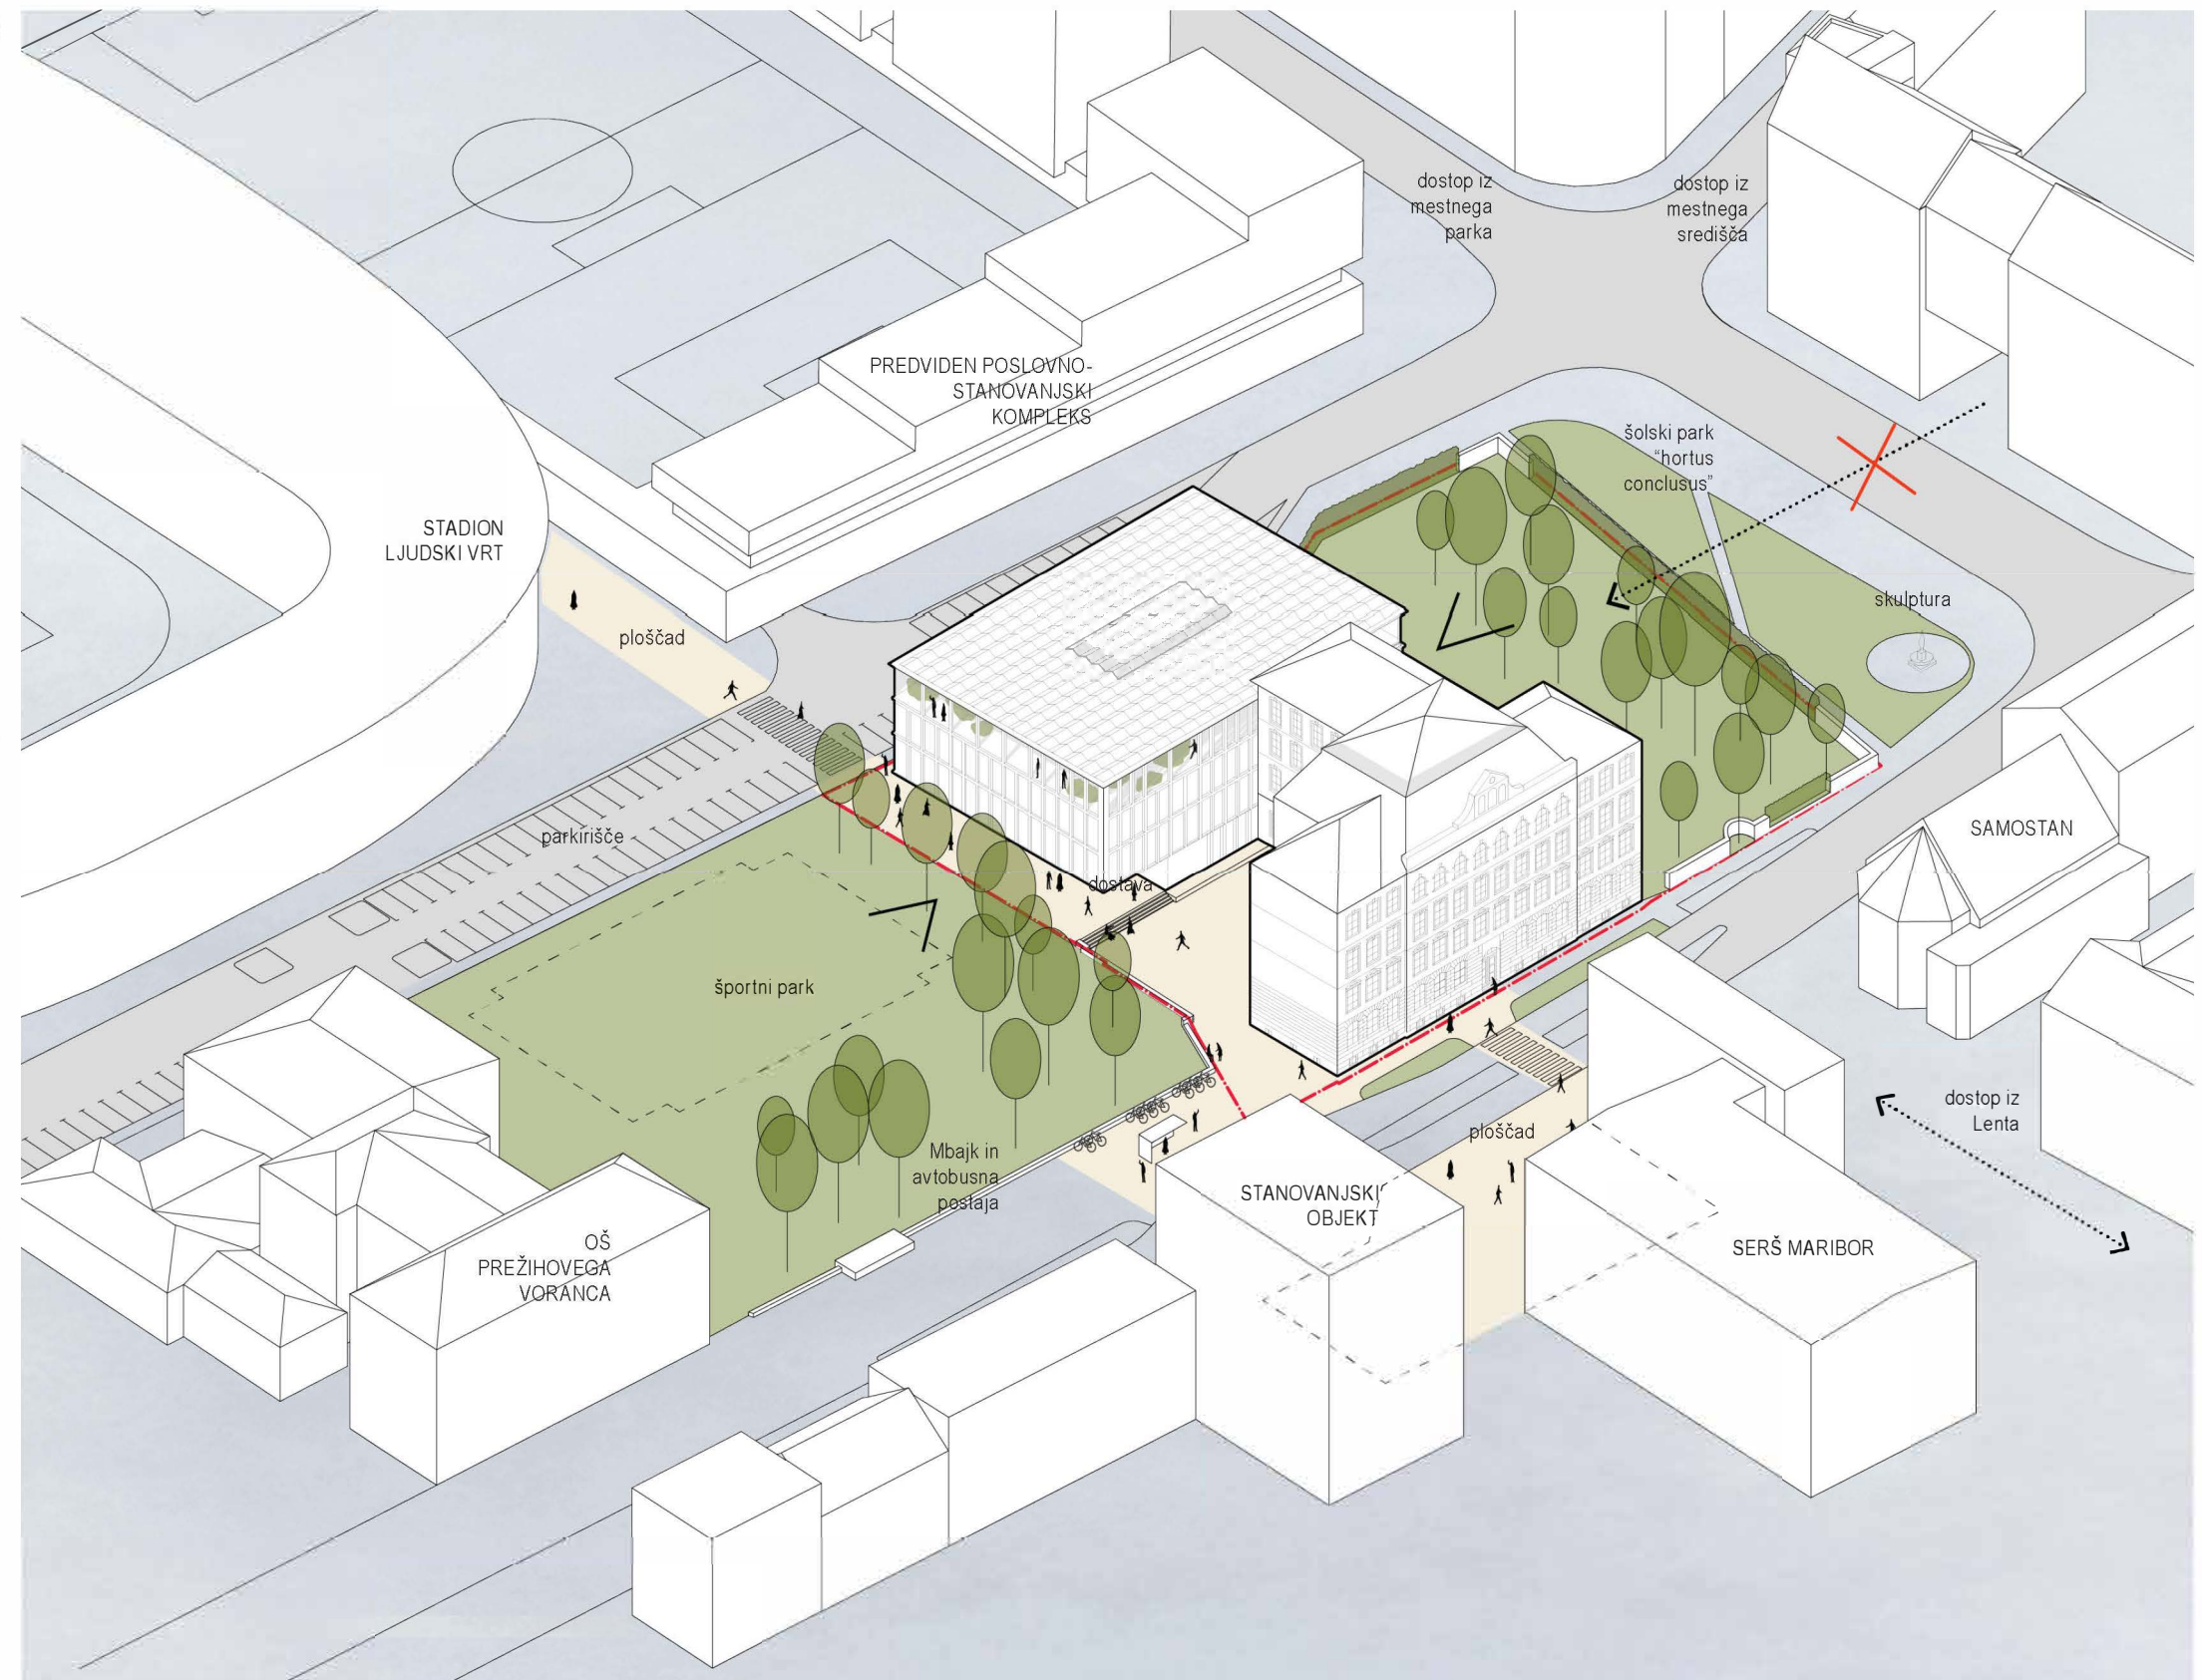 dostop iz
mestnega
parka
dostop iz
mestnega
središča
PREDVIDEN POSLOVNO-
STANOVANJSKI
KOMPLEKS
šolski park
"hortus
conclusus"
STADION
LJUDSKI VRT
skulptura
ploščad
parkirišče
SAMOSTAN
dostava
športni park
dostop iz
Lenta
ploščad
Mbajk in
avtobusna
postaja
STANOVANJSKI
OBJEKT
OŠ
PREŽIHOVEGA
VORANCA
SERŠ MARIBOR